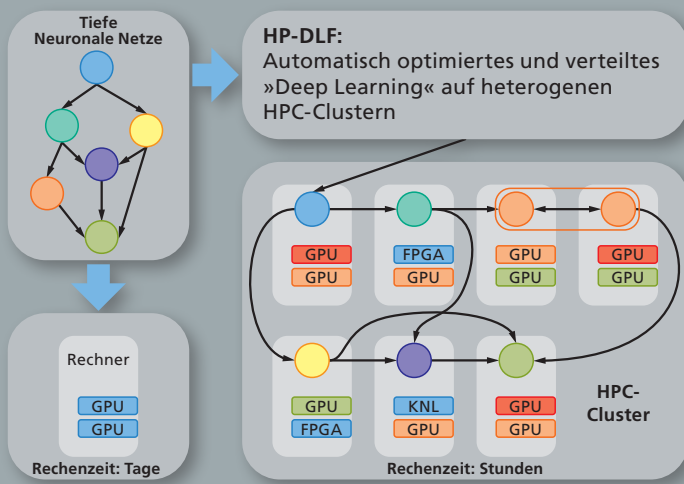 Tiefe
Neuronale Netze
HP-DLF:
Automatisch optimiertes und verteiltes
»Deep Learning« auf heterogenen
HPC-Clustern
GPU
GPU
FPGA
GPU
GPU
GPU
GPU
GPU
GPU
FPGA
KNL
GPU
GPU
GPU
HPC-
Cluster
Rechenzeit: Stunden
Rechner
GPU
GPU
Rechenzeit: Tage